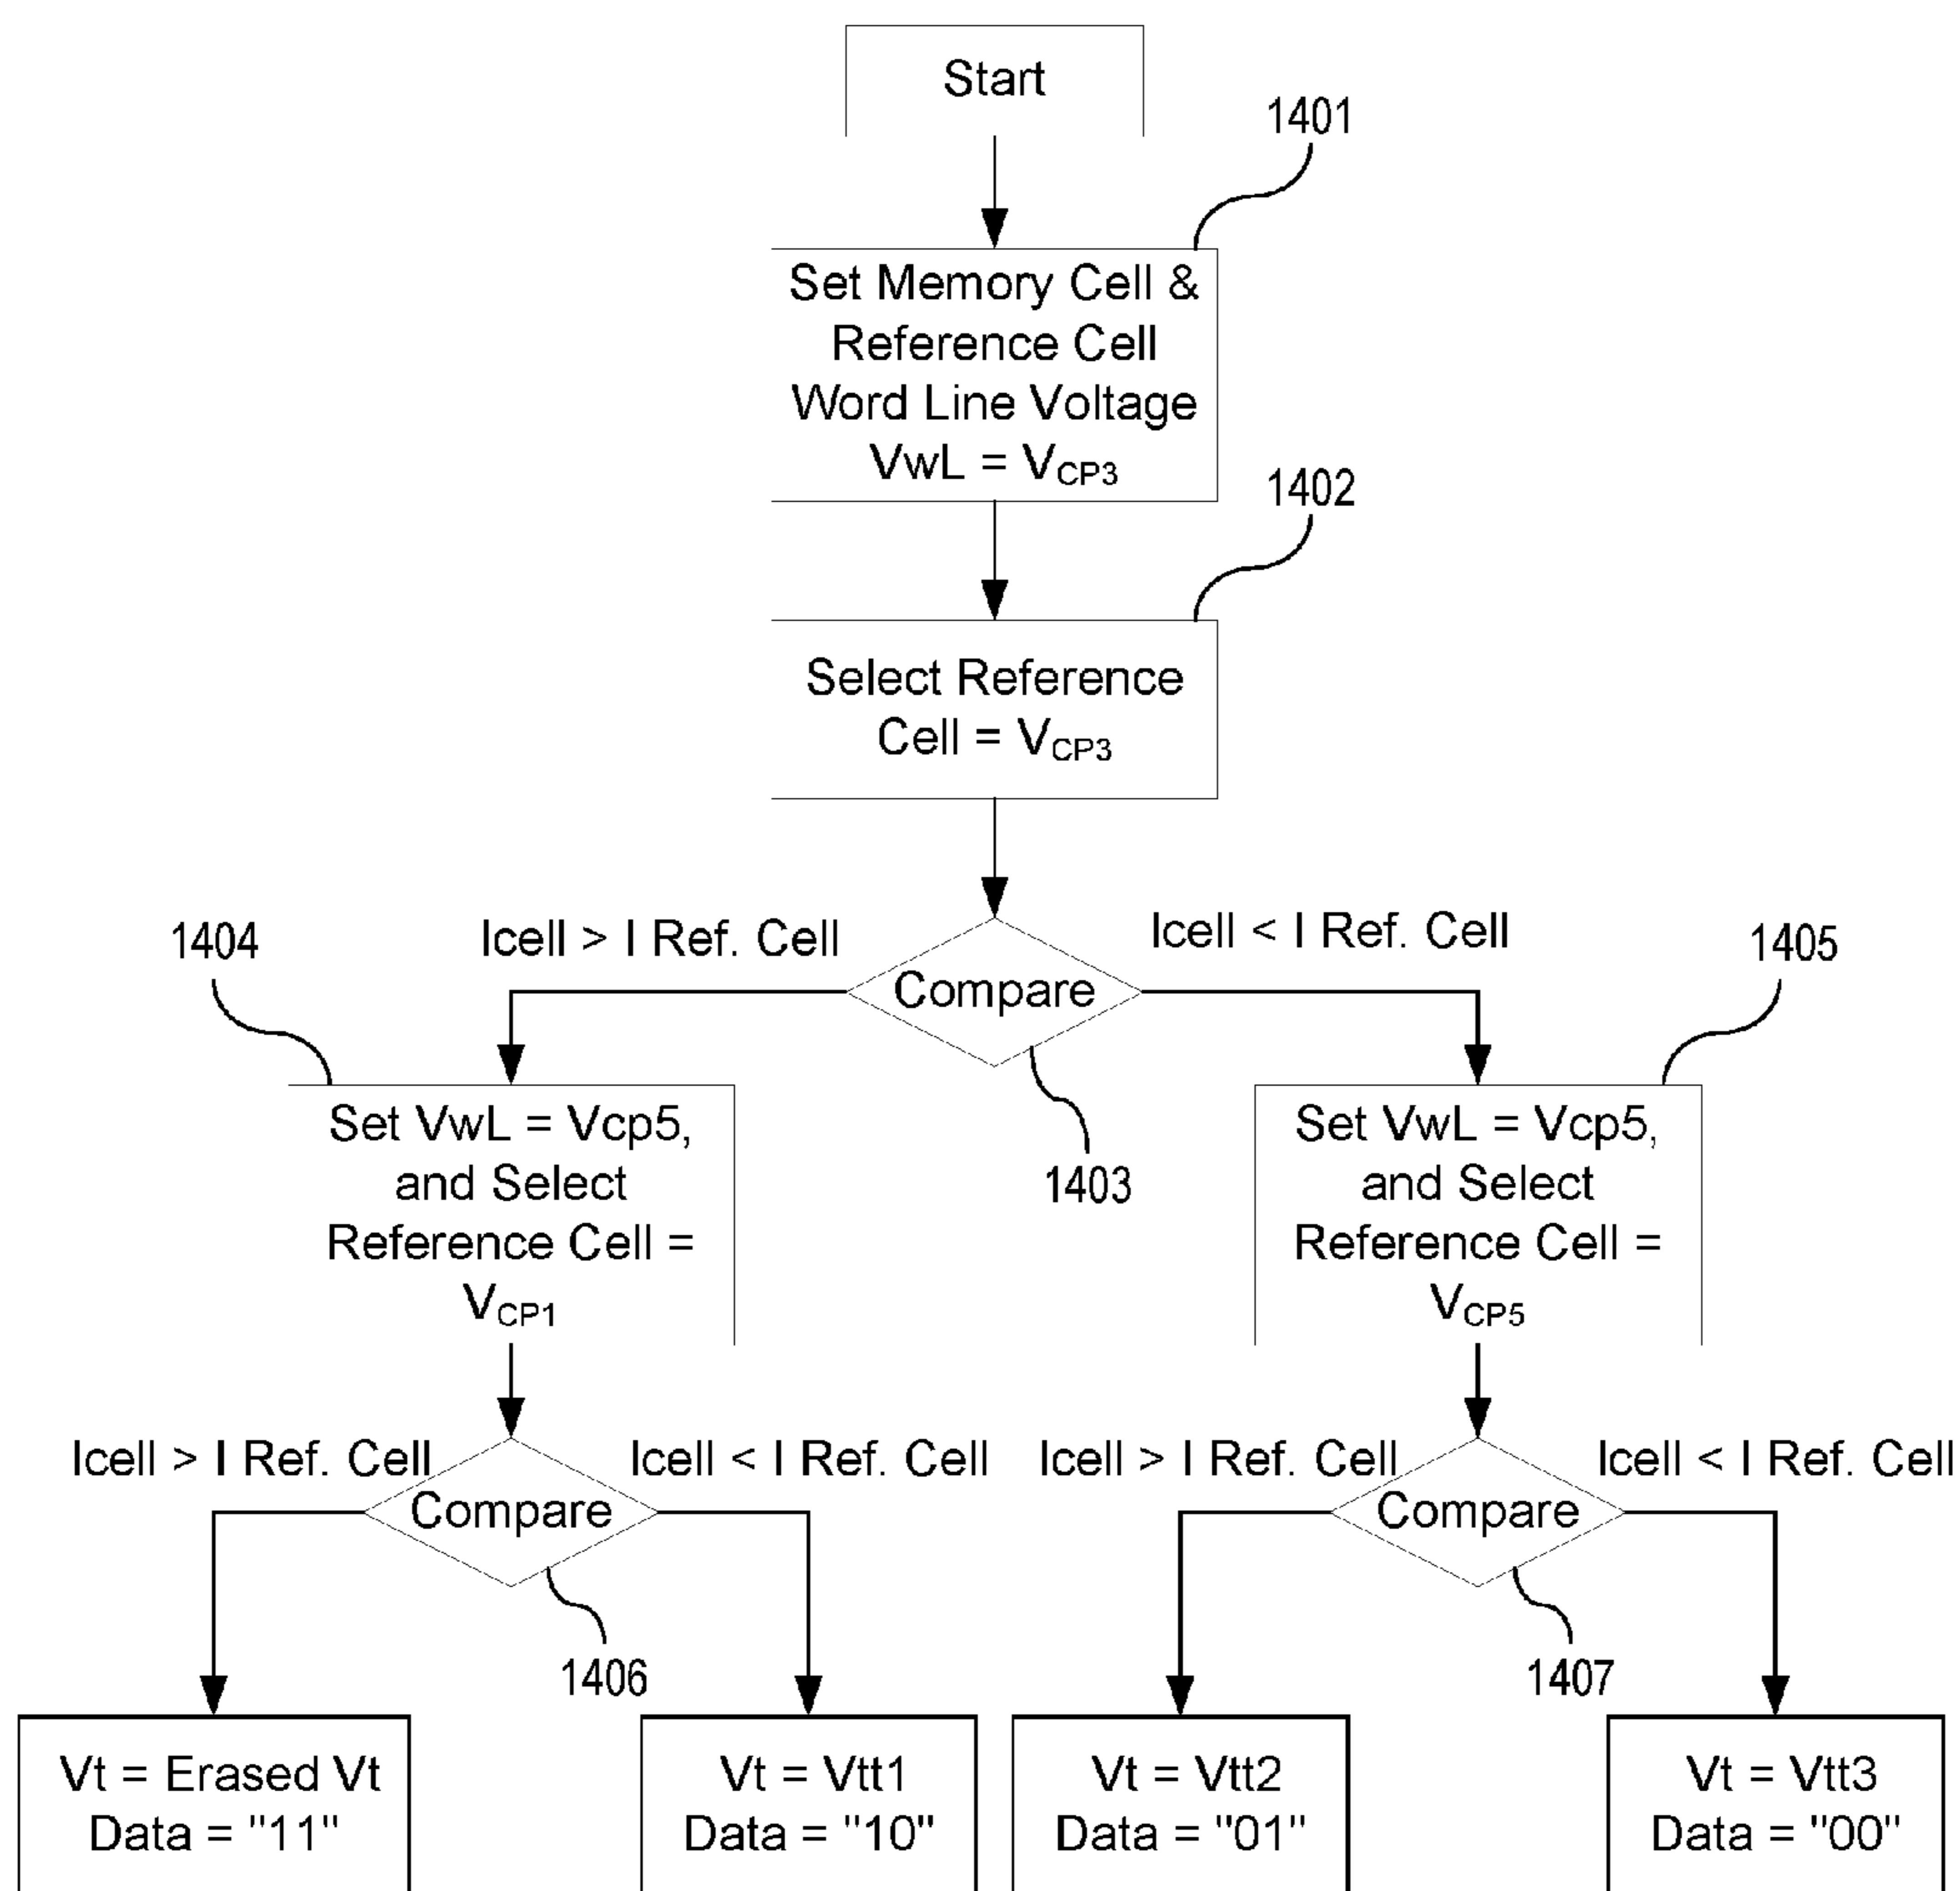 Start
1401
Set Memory Cell &
Reference Cell
Word Line Voltage
VwL = VCP3
1402
Select Reference
Cell = VCP3
Icell > I Ref. Cell
Icell < I Ref. Cell
1404
Compare
1405
1403
Set VwL = Vcp5,
and Select
Reference Cell =
VCP1
Set VwL = Vcp5,
and Select
Reference Cell =
VCP5
Icell > I Ref. Cell
Icell < I Ref. Cell
Compare
1406
Icell > I Ref. Cell
Icell < I Ref. Cell
Compare
1407
Vt = Erased Vt
Data = "11"
Vt = Vtt1
Data = "10"
Vt = Vtt2
Data = "01"
Vt = Vtt3
Data = "00"